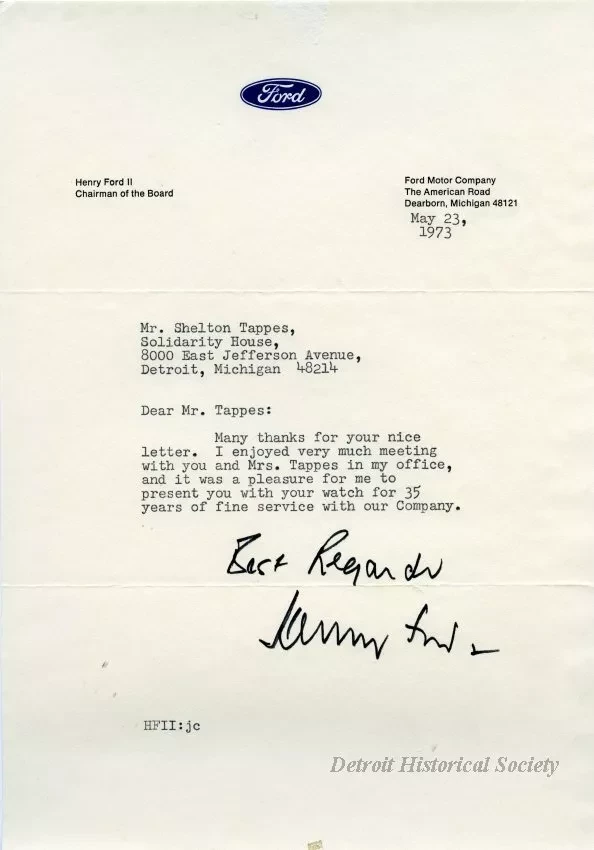 Ford
Henry Ford II
Chairman of the Board
Ford Motor Company
The American Road
Dearborn, Michigan 48121
May 23,
1973
Mr. Shelton Tappes,
Solidarity House,
8000 East Jefferson Avenue,
Detroit, Michigan 48214
Dear Mr. Tappes:
Many thanks for your nice
letter. I enjoyed very much meeting
with you and Mrs. Tappes in my office,
and it was a pleasure for me to
present you with your watch for 35
years of fine service with our Company.
Best Regards
Henry Ford
HFII:jc
Detroit Historical Society